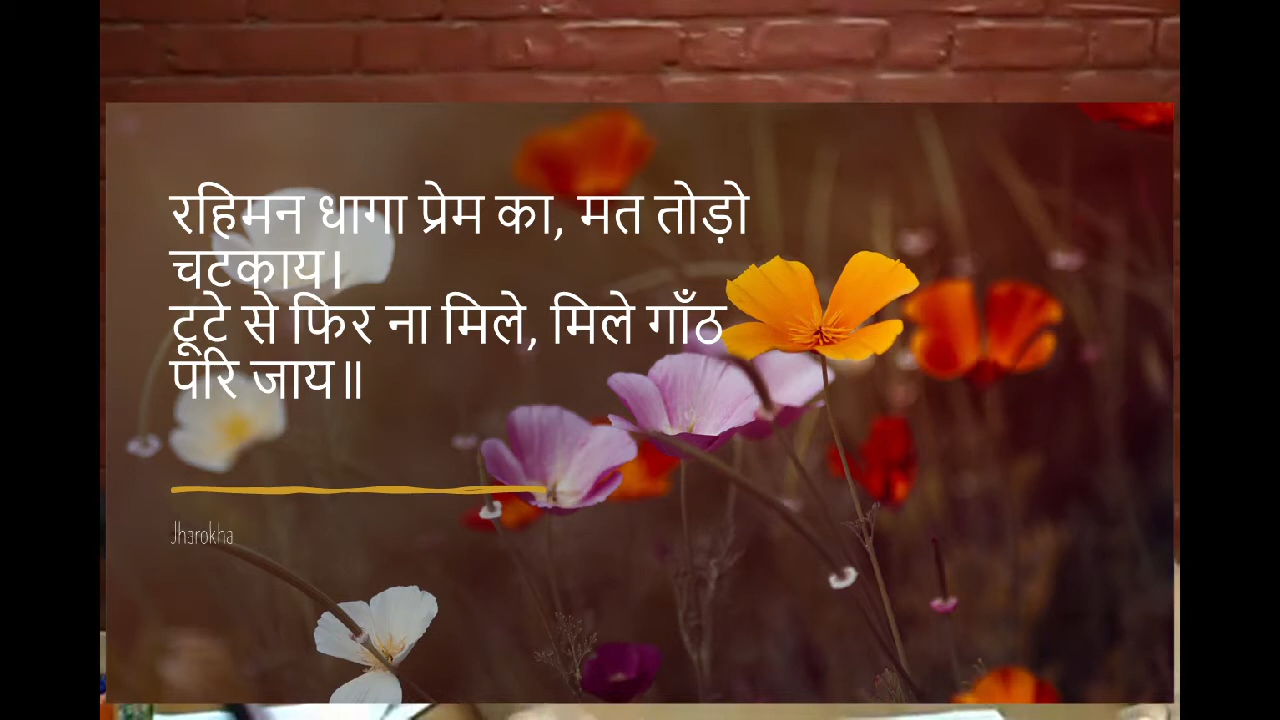 रहिमन धागा प्रेम का, मत तोड़ो
चटकाय।
टूटे से फिर ना मिले, मिले गाँठ
परि जाय॥
Jharokha